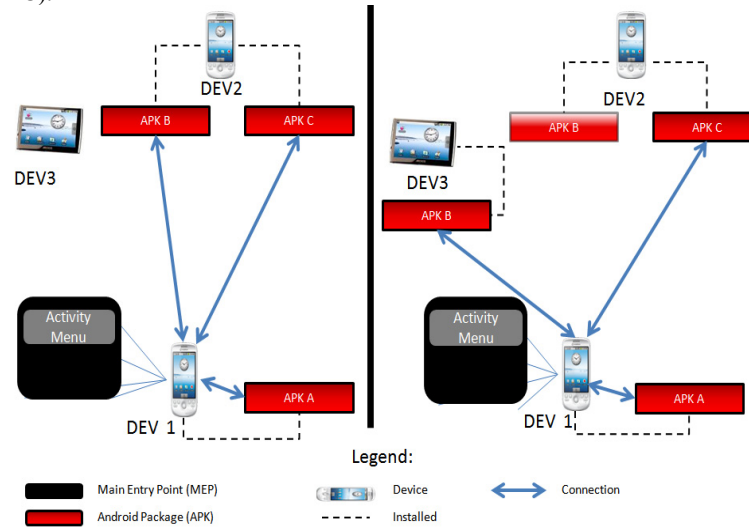 DEV2
APK B
APK C
DEV3
Activity
Menu
APK A
DEV 1
DEV2
APK B
APK C
DEV3
APK B
Activity
Menu
APK A
DEV 1
Legend:
Main Entry Point (MEP)
Device
Connection
Android Package (APK)
Installed